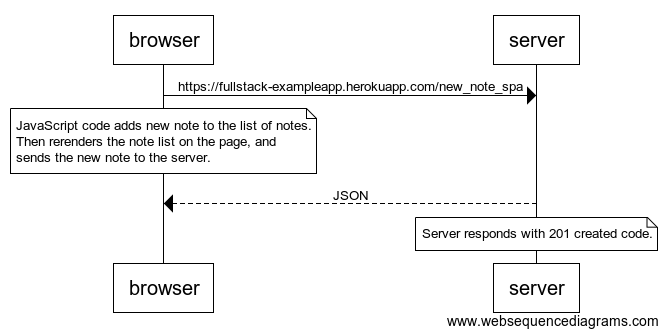 browser
server
https://fullstack-exampleapp.herokuapp.com/new_note_spa
JavaScript code adds new note to the list of notes.
Then rerenders the note list on the page, and
sends the new note to the server.
JSON
Server responds with 201 created code.
browser
server
www.websequencediagrams.com